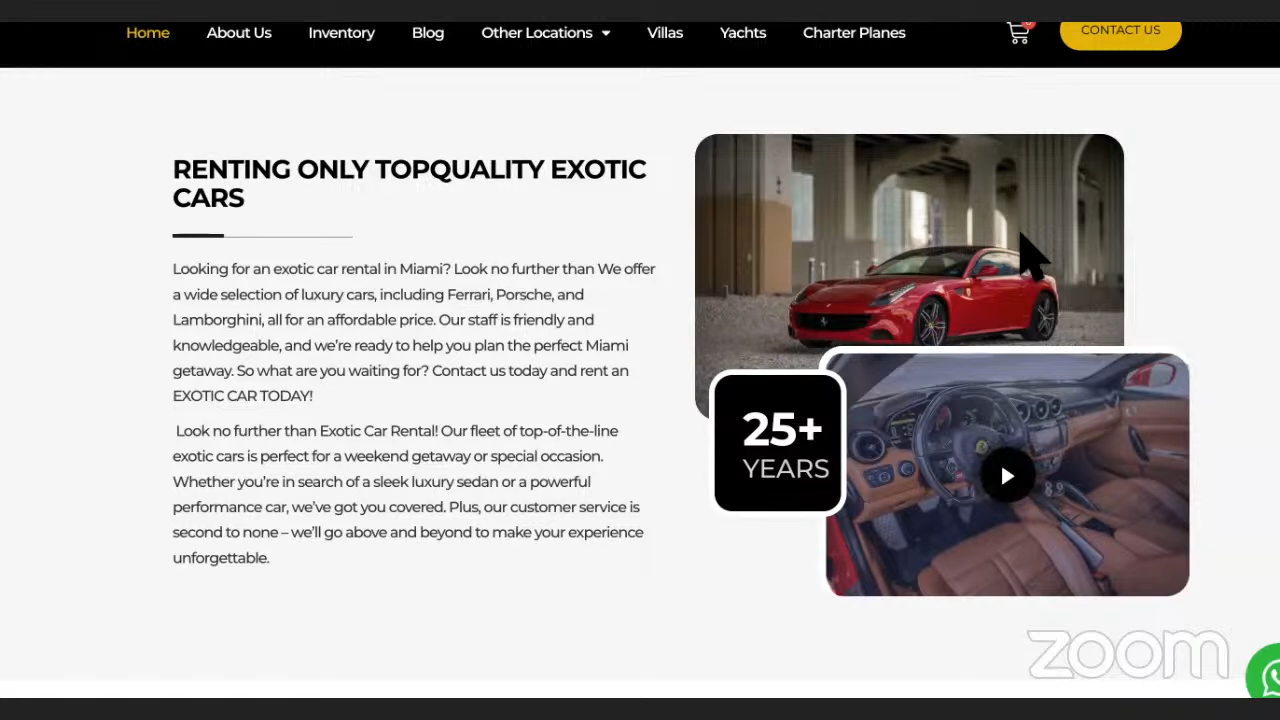 Home About Us Inventory Blog Other Locations Villas Yachts Charter Planes CONTACT US
RENTING ONLY TOPQUALITY EXOTIC
CARS
Looking for an exotic car rental in Miami? Look no further than We offer
a wide selection of luxury cars, including Ferrari, Porsche, and
Lamborghini, all for an affordable price. Our staff is friendly and
knowledgeable, and we're ready to help you plan the perfect Miami
getaway. So what are you waiting for? Contact us today and rent an
EXOTIC CAR TODAY!
Look no further than Exotic Car Rental! Our fleet of top-of-the-line
exotic cars is perfect for a weekend getaway or special occasion.
Whether you're in search of a sleek luxury sedan or a powerful
performance car, we've got you covered. Plus, our customer service is
second to none – we'll go above and beyond to make your experience
unforgettable.
25+
YEARS
zoom